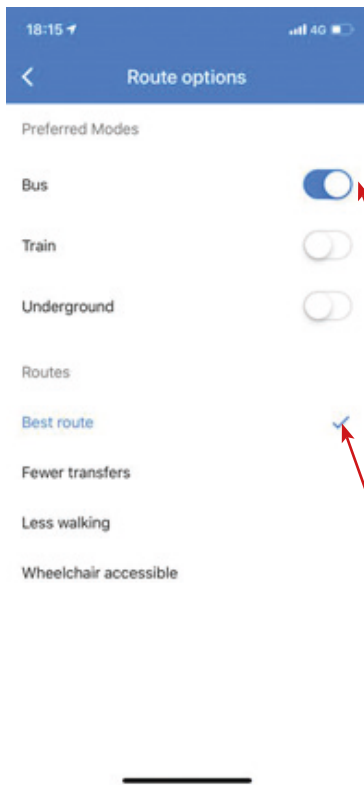 18:15 4G
Route options
Preferred Modes
Bus
Train
Underground
Routes
Best route
Fewer transfers
Less walking
Wheelchair accessible